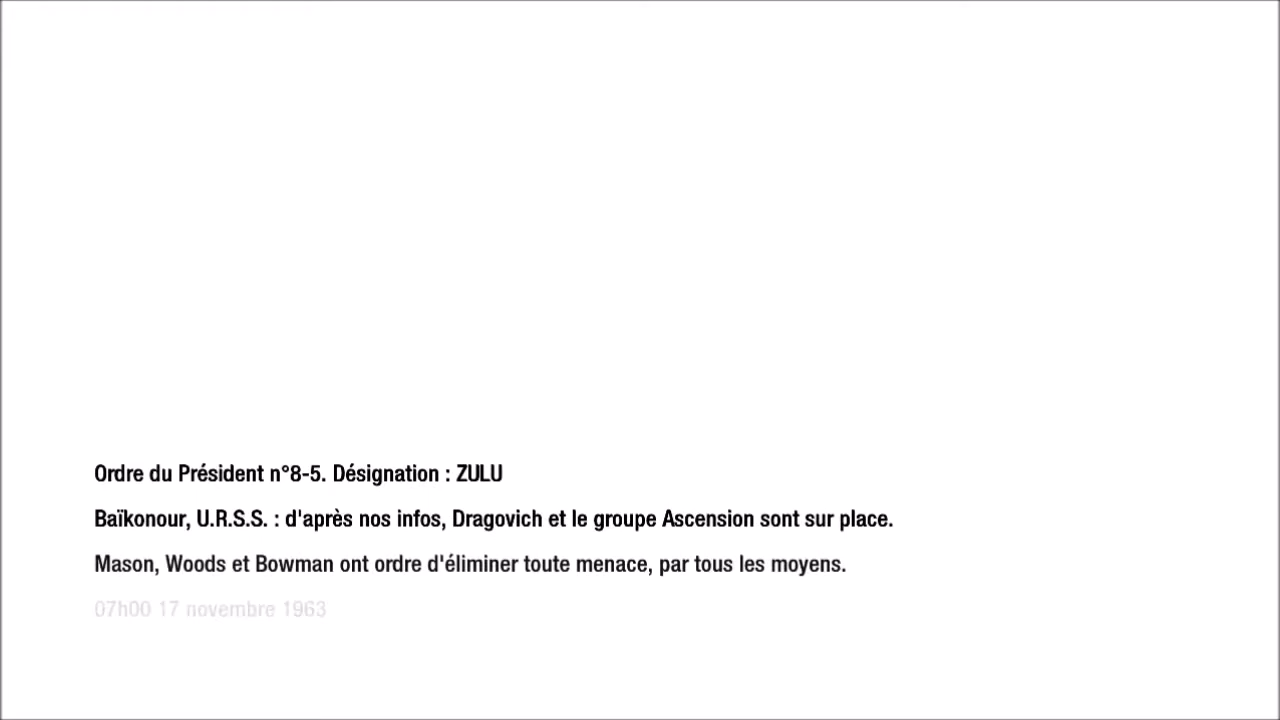 Ordre du Président n°8-5. Désignation : ZULU
Baïkonour, U.R.S.S. : d'après nos infos, Dragovich et le groupe Ascension sont sur place.
Mason, Woods et Bowman ont ordre d'éliminer toute menace, par tous les moyens.
07h00 17 novembre 1963